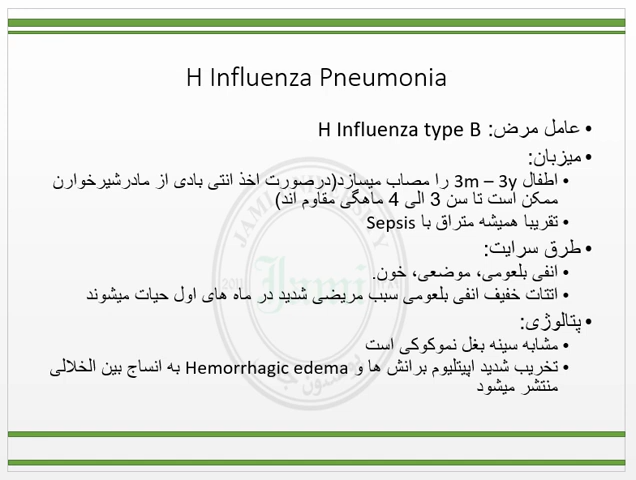 H Influenza Pneumonia
• عامل مرض: H Influenza type B
• میزبان:
• اطفال 3m – 3y را مصاب میسازد(درصورت اخذ انتی بادی از مادرشیرخوارن
ممکن است تا سن 3 الی 4 ماهگی مقاوم اند)
• تقریبا همیشه متراق با Sepsis
• طرق سرایت:
• انفی بلعومی، موضعی، خون.
• انتنات خفیف انفی بلعومی سبب مریضی شدید در ماه های اول حیات میشوند
• پتالوژی:
• مشابه سینه بغل نموکوکی است
• تخریب شدید اپیتلیوم برانش ها و Hemorrhagic edema به انساج بین الخلالی
منتشر میشود